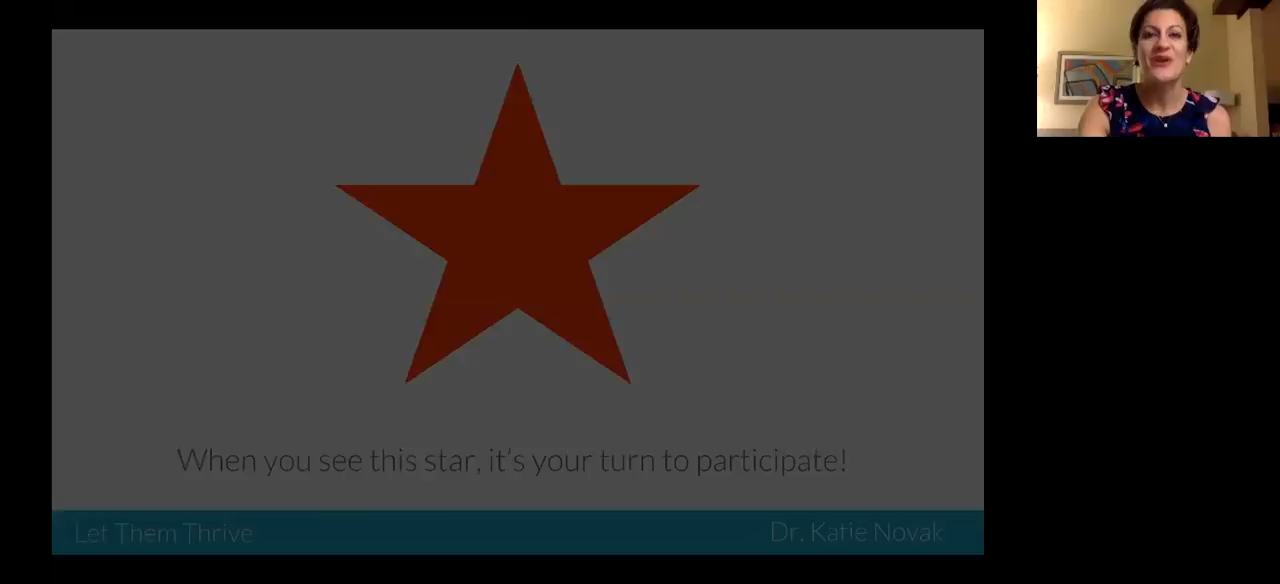 When you see this star, it's your turn to participate!
Let Them Thrive
Dr. Katie Novak